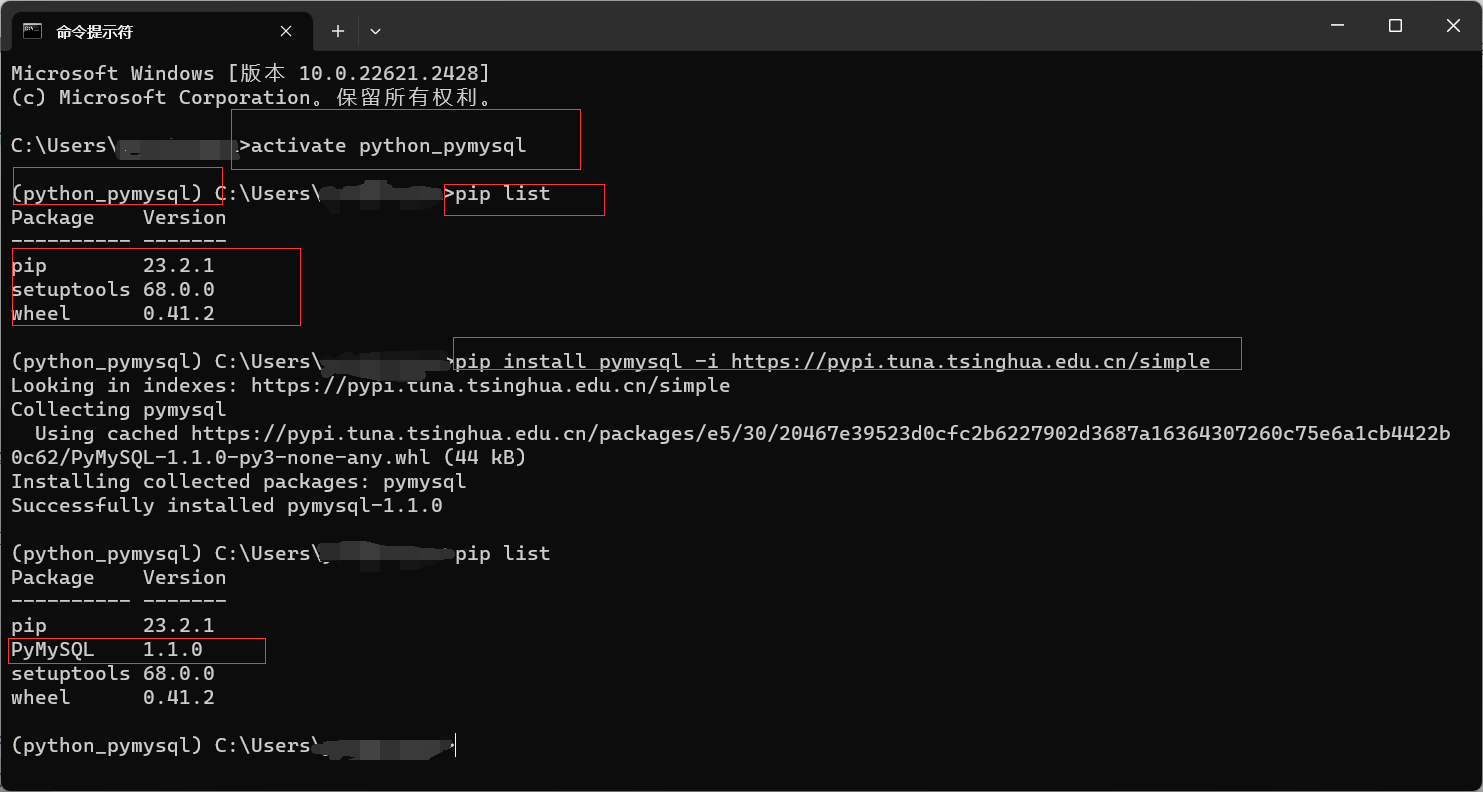 命令提示符
Microsoft Windows [版本 10.0.22621.2428]
(c) Microsoft Corporation。保留所有权利。
C:\Users\ >activate python_pymysql
(python_pymysql) C:\Users\ >pip list
Package    Version
---------- -------
pip        23.2.1
setuptools 68.0.0
wheel      0.41.2
(python_pymysql) C:\Users\ >pip install pymysql -i https://pypi.tuna.tsinghua.edu.cn/simple
Looking in indexes: https://pypi.tuna.tsinghua.edu.cn/simple
Collecting pymysql
  Using cached https://pypi.tuna.tsinghua.edu.cn/packages/e5/30/20467e39523d0cfc2b6227902d3687a16364307260c75e6a1cb4422b
0c62/PyMySQL-1.1.0-py3-none-any.whl (44 kB)
Installing collected packages: pymysql
Successfully installed pymysql-1.1.0
(python_pymysql) C:\Users\ pip list
Package    Version
---------- -------
pip        23.2.1
PyMySQL    1.1.0
setuptools 68.0.0
wheel      0.41.2
(python_pymysql) C:\Users\